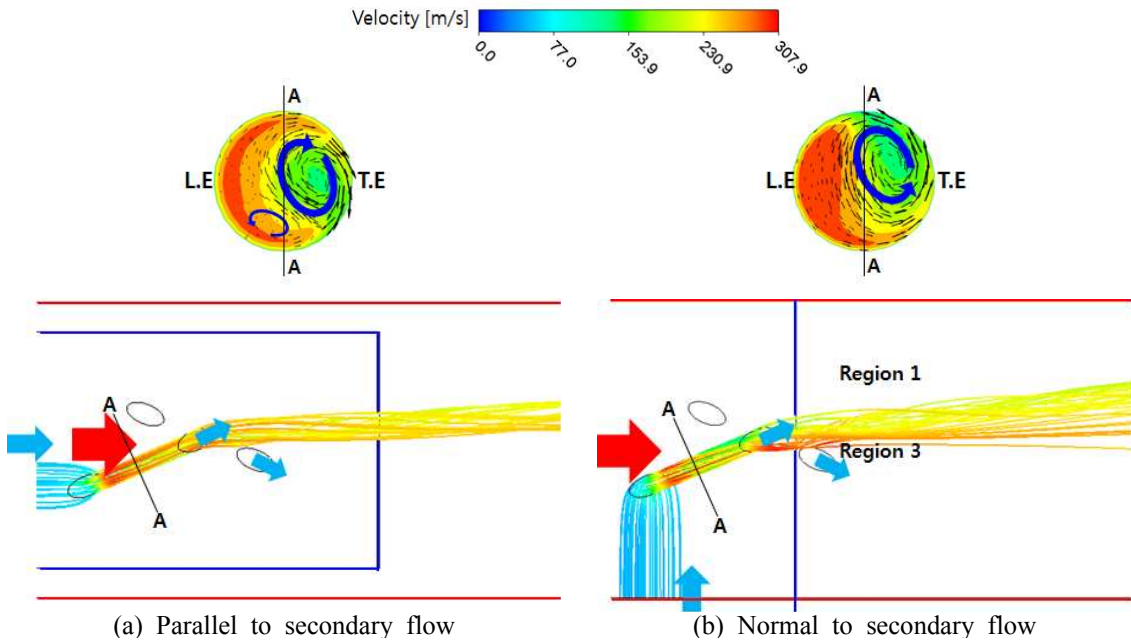 Velocity [m/s]
0.0
77.0
153.9
230.9
307.9
A
L.E
T.E
A
A
L.E
T.E
A
A
A
A
A
Region 1
Region 3
(a) Parallel to secondary flow
(b) Normal to secondary flow